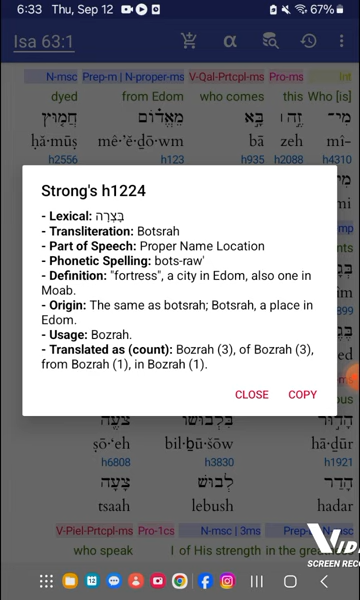 6:33 Thu, Sep 12 67%
Isa 63:1 α
N-msc Prep-m | N-proper-ms V-Qal-Prtcpl-ms Pro-ms Int
dyed from Edom who comes this Who [is]
חֲמ֤וּץ מֵאֱד֗וֹם בָּ֣א זֶ֣ה ׀ מִי־
ḥă·mūṣ mê·’ĕ·ḏō·wm bā zeh mî-
h2556 h123 h935 h2088 h4310
Strong's h1224
- Lexical: בָּצְרָה
- Transliteration: Botsrah
- Part of Speech: Proper Name Location
- Phonetic Spelling: bots-raw'
- Definition: "fortress", a city in Edom, also one in
Moab.
- Origin: The same as botsrah; Botsrah, a place in
Edom.
- Usage: Bozrah.
- Translated as (count): Bozrah (3), of Bozrah (3),
from Bozrah (1), in Bozrah (1).
CLOSE COPY
צֹעֶ֖ה בִּלְבוּשׁ֔וֹ הָד֣וּר
ṣō·‘eh bil·ḇū·šōw hā·ḏūr
h6808 h3830 h1921
צָעָה לְבוּשׁ הָדַר
tsaah lebush hadar
V-Piel-Prtcpl-ms Pro-1cs N-msc | 3ms
who speak I of His strength in the
SCREEN REC